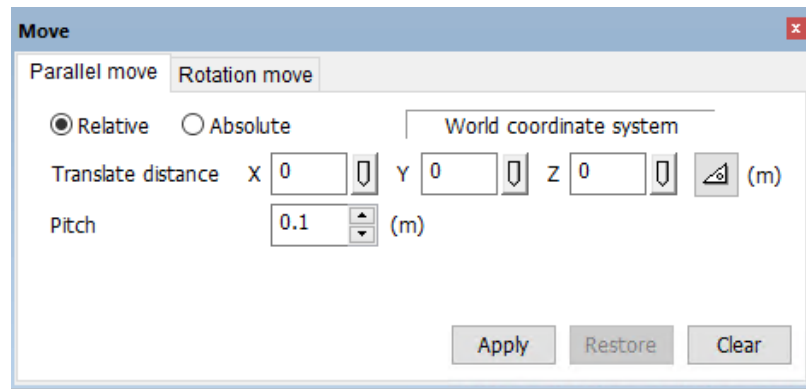 Move
Parallel move Rotation move
Relative Absolute World coordinate system
Translate distance X 0 Y 0 Z 0 (m)
Pitch 0.1 (m)
Apply Restore Clear